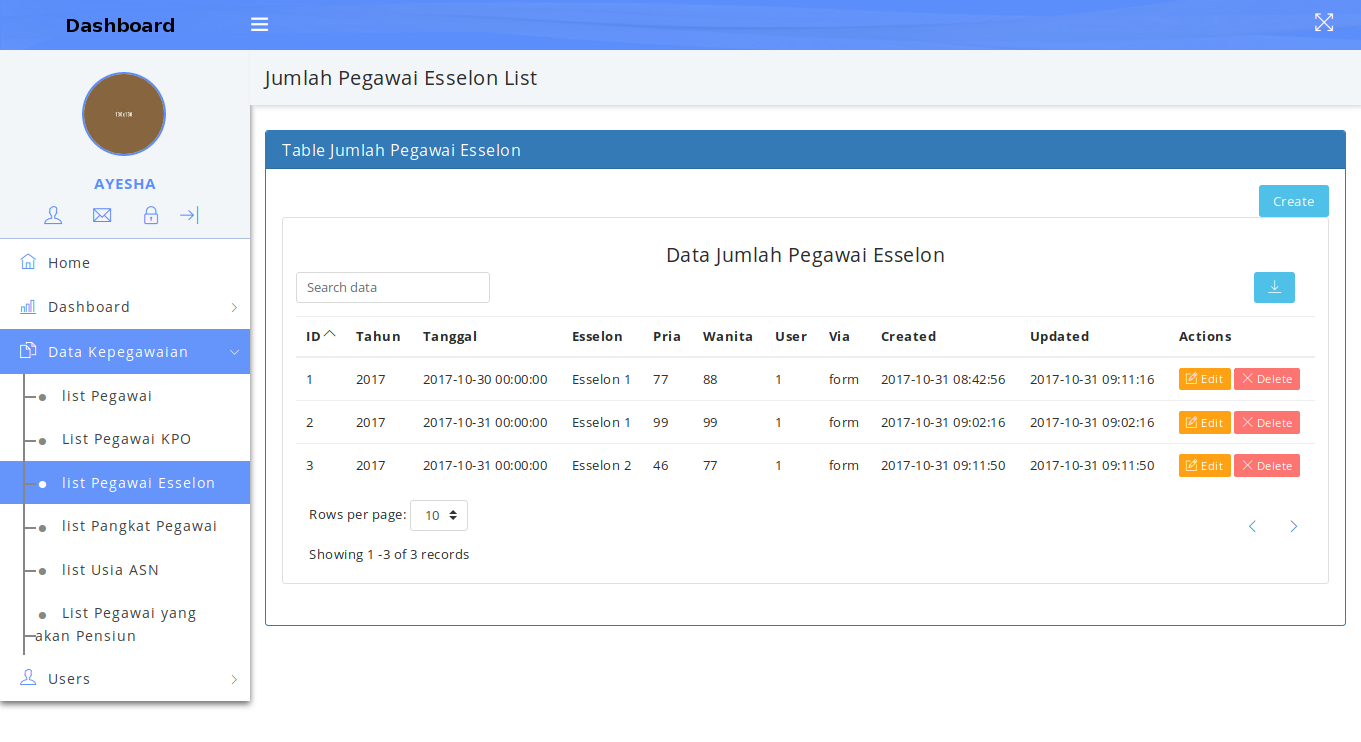 Dashboard
Jumlah Pegawai Esselon List
AYESHA
Home
Dashboard
Data Kepegawaian
list Pegawai
List Pegawai KPO
list Pegawai Esselon
list Pangkat Pegawai
list Usia ASN
List Pegawai yang
akan Pensiun
Users
Table Jumlah Pegawai Esselon
Create
Data Jumlah Pegawai Esselon
Search data
ID Tahun Tanggal Esselon Pria Wanita User Via Created Updated Actions
1 2017 2017-10-30 00:00:00 Esselon 1 77 88 1 form 2017-10-31 08:42:56 2017-10-31 09:11:16 Edit Delete
2 2017 2017-10-31 00:00:00 Esselon 1 99 99 1 form 2017-10-31 09:02:16 2017-10-31 09:02:16 Edit Delete
3 2017 2017-10-31 00:00:00 Esselon 2 46 77 1 form 2017-10-31 09:11:50 2017-10-31 09:11:50 Edit Delete
Rows per page: 10
Showing 1 -3 of 3 records